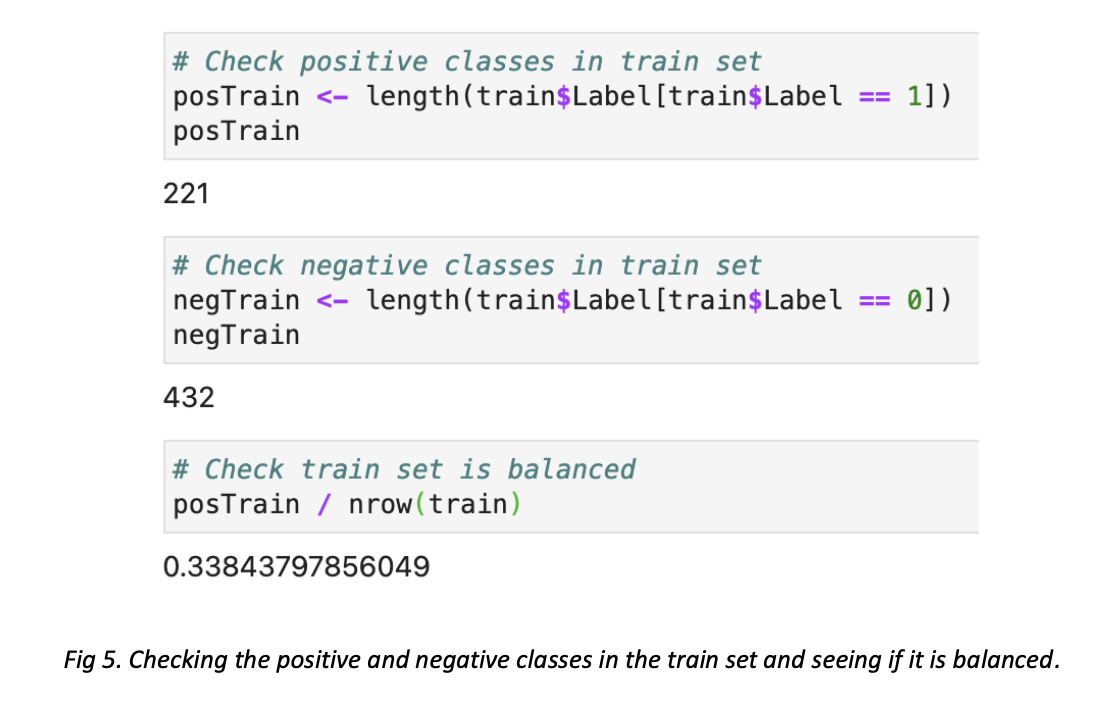 # Check positive classes in train set
posTrain <- length(train$Label[train$Label == 1])
posTrain
221
# Check negative classes in train set
negTrain <- length(train$Label[train$Label == 0])
negTrain
432
# Check train set is balanced
posTrain / nrow(train)
0.33843797856049
Fig 5. Checking the positive and negative classes in the train set and seeing if it is balanced.